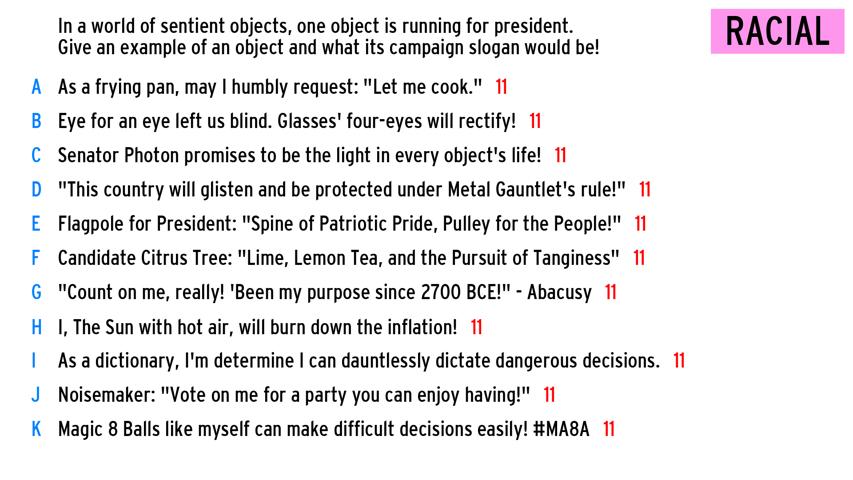 In a world of sentient objects, one object is running for president.
Give an example of an object and what its campaign slogan would be!
RACIAL
A As a frying pan, may I humbly request: "Let me cook." 11
B Eye for an eye left us blind. Glasses' four-eyes will rectify! 11
C Senator Photon promises to be the light in every object's life! 11
D "This country will glisten and be protected under Metal Gauntlet's rule!" 11
E Flagpole for President: "Spine of Patriotic Pride, Pulley for the People!" 11
F Candidate Citrus Tree: "Lime, Lemon Tea, and the Pursuit of Tanginess" 11
G "Count on me, really! 'Been my purpose since 2700 BCE!" - Abacusy 11
H I, The Sun with hot air, will burn down the inflation! 11
I As a dictionary, I'm determine I can dauntlessly dictate dangerous decisions. 11
J Noisemaker: "Vote on me for a party you can enjoy having!" 11
K Magic 8 Balls like myself can make difficult decisions easily! #MA8A 11